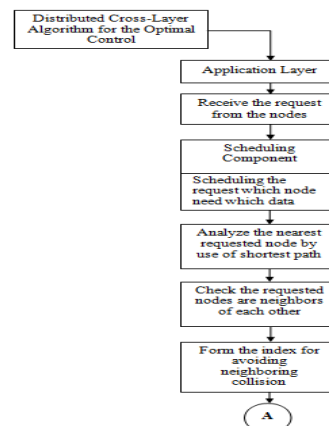 Distributed Cross-Layer
Algorithm for the Optimal
Control
Application Layer
Receive the request
from the nodes
Scheduling
Component
Scheduling the
request which node
need which data
Analyze the nearest
requested node by
use of shortest path
Check the requested
nodes are neighbors
of each other
Form the index for
avoiding
neighboring
collision
A